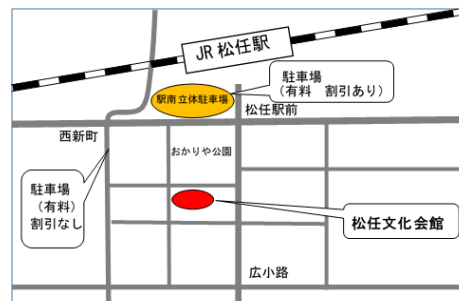 JR 松任駅
駐車場
(有料 割引あり)
駅南立体駐車場
松任駅前
西新町
おかりや公園
駐車場
(有料)
割引なし
松任文化会館
広小路